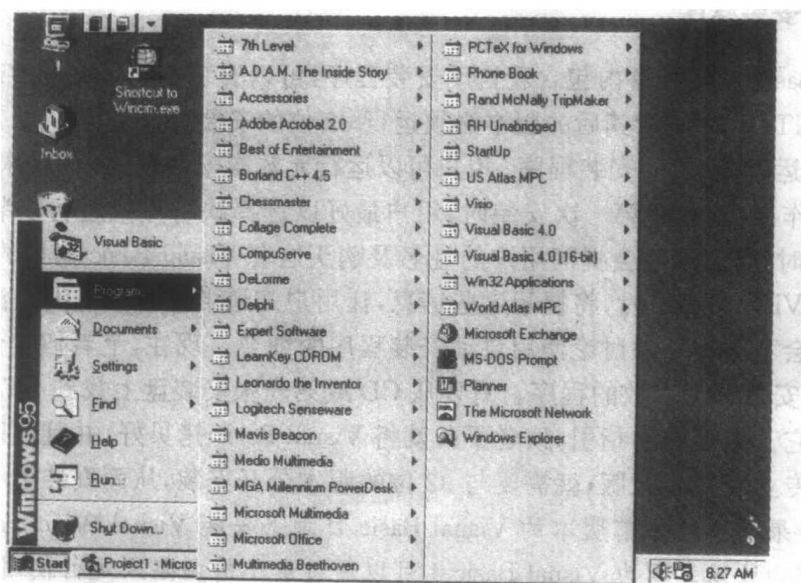 1
Shortcut to
Wincim.exe
Inbox
Windows 95
Visual Basic
Programs
Documents
Settings
Find
Help
Run...
Shut Down...
7th Level
A.D.A.M. The Inside Story
Accessories
Adobe Acrobat 2.0
Best of Entertainment
Borland C++ 4.5
Chessmaster
Collage Complete
CompuServe
DeLorme
Delphi
Expert Software
LearnKey CDROM
Leonardo the Inventor
Logitech Senseware
Mavis Beacon
Medio Multimedia
MGA Millennium PowerDesk
Microsoft Multimedia
Microsoft Office
Multimedia Beethoven
PCTeX for Windows
Phone Book
Rand McNally TripMaker
RH Unabridged
StartUp
US Atlas MPC
Visio
Visual Basic 4.0
Visual Basic 4.0 (16-bit)
Win32 Applications
World Atlas MPC
Microsoft Exchange
MS-DOS Prompt
Planner
The Microsoft Network
Windows Explorer
Start
Project1 - Micros
8:27 AM